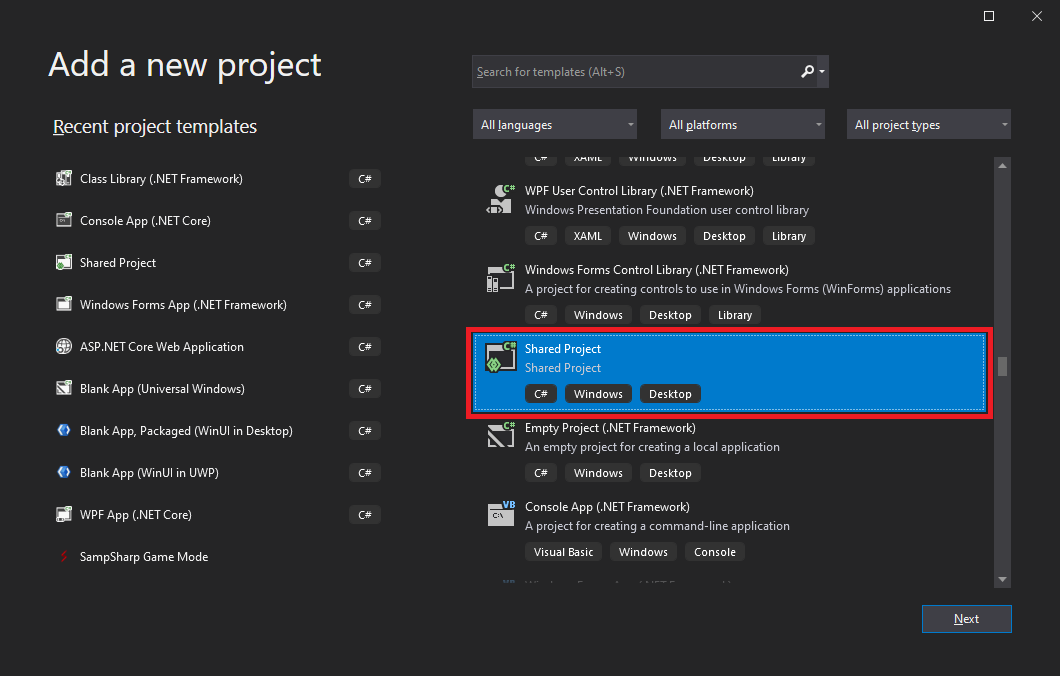 Add a new project
Search for templates (Alt+S)
All languages
All platforms
All project types
Recent project templates
Class Library (.NET Framework) C#
Console App (.NET Core) C#
Shared Project C#
Windows Forms App (.NET Framework) C#
ASP.NET Core Web Application C#
Blank App (Universal Windows) C#
Blank App, Packaged (WinUI in Desktop) C#
Blank App (WinUI in UWP) C#
WPF App (.NET Core) C#
SampSharp Game Mode
C# XAML Windows Desktop Library
C#
WPF User Control Library (.NET Framework)
Windows Presentation Foundation user control library
C# XAML Windows Desktop Library
C#
Windows Forms Control Library (.NET Framework)
A project for creating controls to use in Windows Forms (WinForms) applications
C# Windows Desktop Library
C#
Shared Project
Shared Project
C# Windows Desktop
C#
Empty Project (.NET Framework)
An empty project for creating a local application
C# Windows Desktop
VB
C:\
Console App (.NET Framework)
A project for creating a command-line application
Visual Basic Windows Console
Next